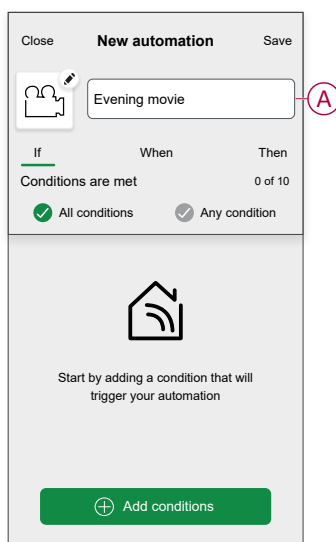 Close New automation Save
Evening movie
A
If When Then
Conditions are met 0 of 10
All conditions Any condition
Start by adding a condition that will
trigger your automation
Add conditions